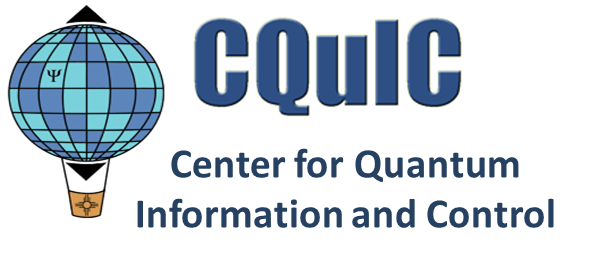 Ψ
CQuIC
Center for Quantum
Information and Control